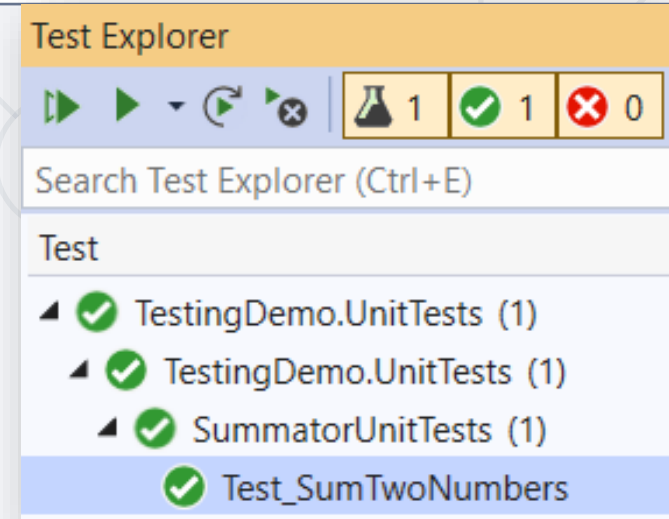 Test Explorer
1 1 0
Search Test Explorer (Ctrl+E)
Test
TestingDemo.UnitTests (1)
TestingDemo.UnitTests (1)
SummatorUnitTests (1)
Test_SumTwoNumbers